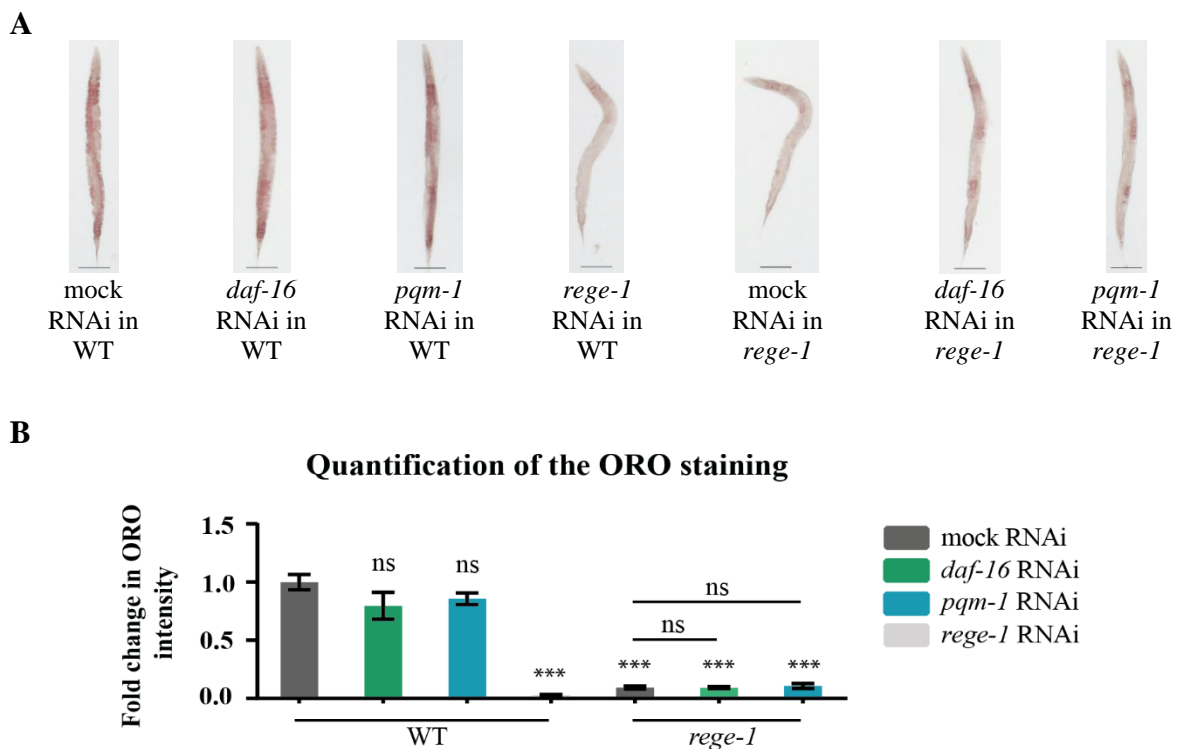 A
mock
RNAi in
WT
daf-16
RNAi in
WT
pqm-1
RNAi in
WT
rege-1
RNAi in
WT
mock
RNAi in
rege-1
daf-16
RNAi in
rege-1
pqm-1
RNAi in
rege-1
B
Quantification of the ORO staining
Fold change in ORO
intensity
1.5
1.0
0.5
0.0
ns
ns
***
***
***
***
ns
ns
WT
rege-1
mock RNAi
daf-16 RNAi
pqm-1 RNAi
rege-1 RNAi